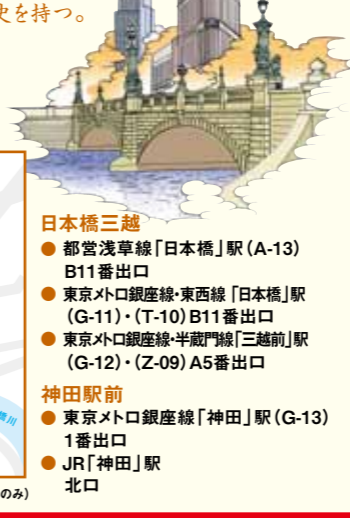 史を持つ。
日本橋三越
● 都営浅草線「日本橋」駅(A-13)
B11番出口
● 東京メトロ銀座線・東西線「日本橋」駅
(G-11)・(T-10)B11番出口
● 東京メトロ銀座線・半蔵門線「三越前」駅
(G-12)・(Z-09)A5番出口
神田駅前
● 東京メトロ銀座線「神田」駅(G-13)
1番出口
● JR「神田」駅
北口
橋川
のみ)